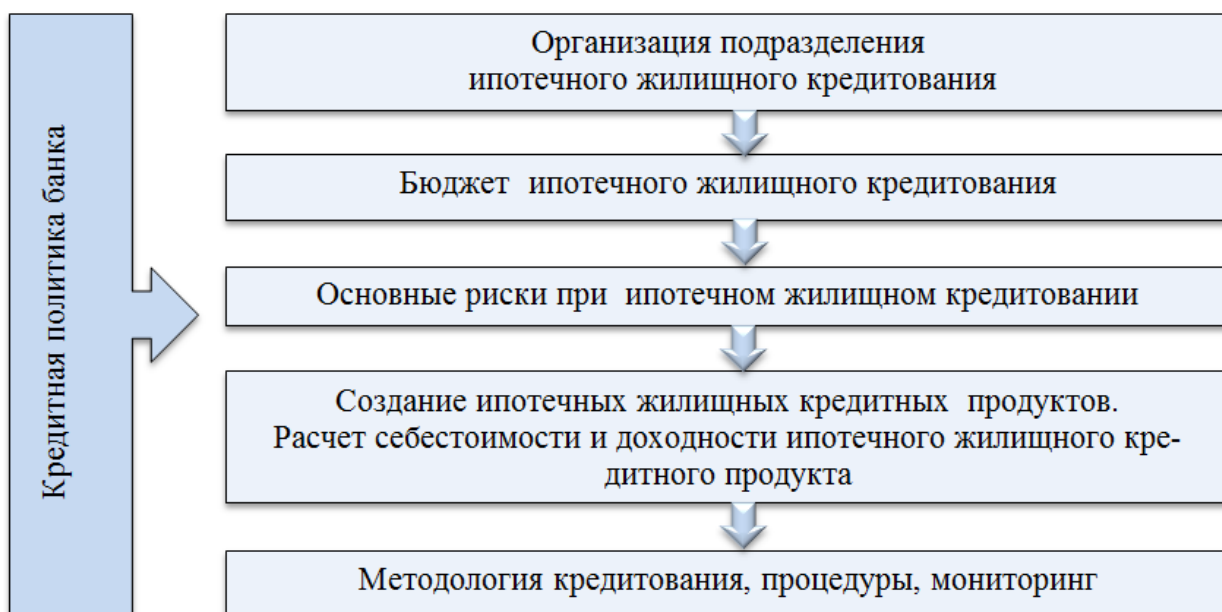 Кредитная политика банка
Организация подразделения
ипотечного жилищного кредитования
Бюджет ипотечного жилищного кредитования
Основные риски при ипотечном жилищном кредитовании
Создание ипотечных жилищных кредитных продуктов.
Расчет себестоимости и доходности ипотечного жилищного кре-
дитного продукта
Методология кредитования, процедуры, мониторинг